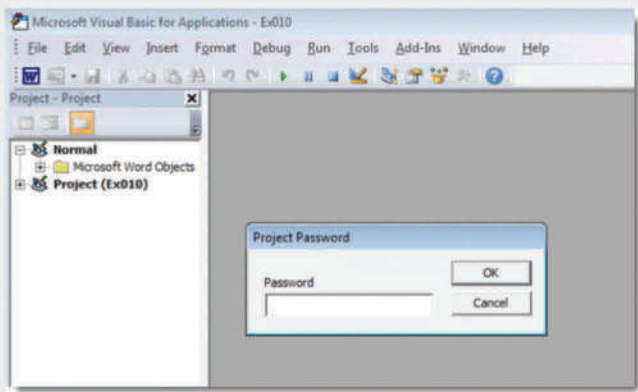 Microsoft Visual Basic for Applications - Ex010
File Edit View Insert Format Debug Run Tools Add-Ins Window Help
Project - Project
Normal
Microsoft Word Objects
Project (Ex010)
Project Password
Password
OK
Cancel